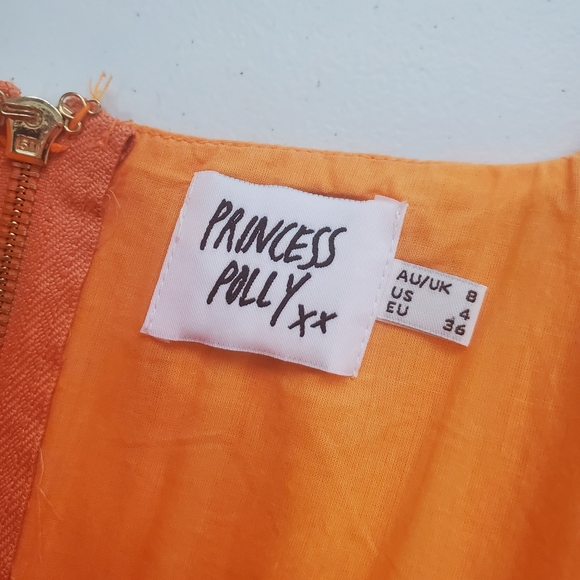 PRINCESS
POLLY xx
AU/UK 8
US 4
EU 36